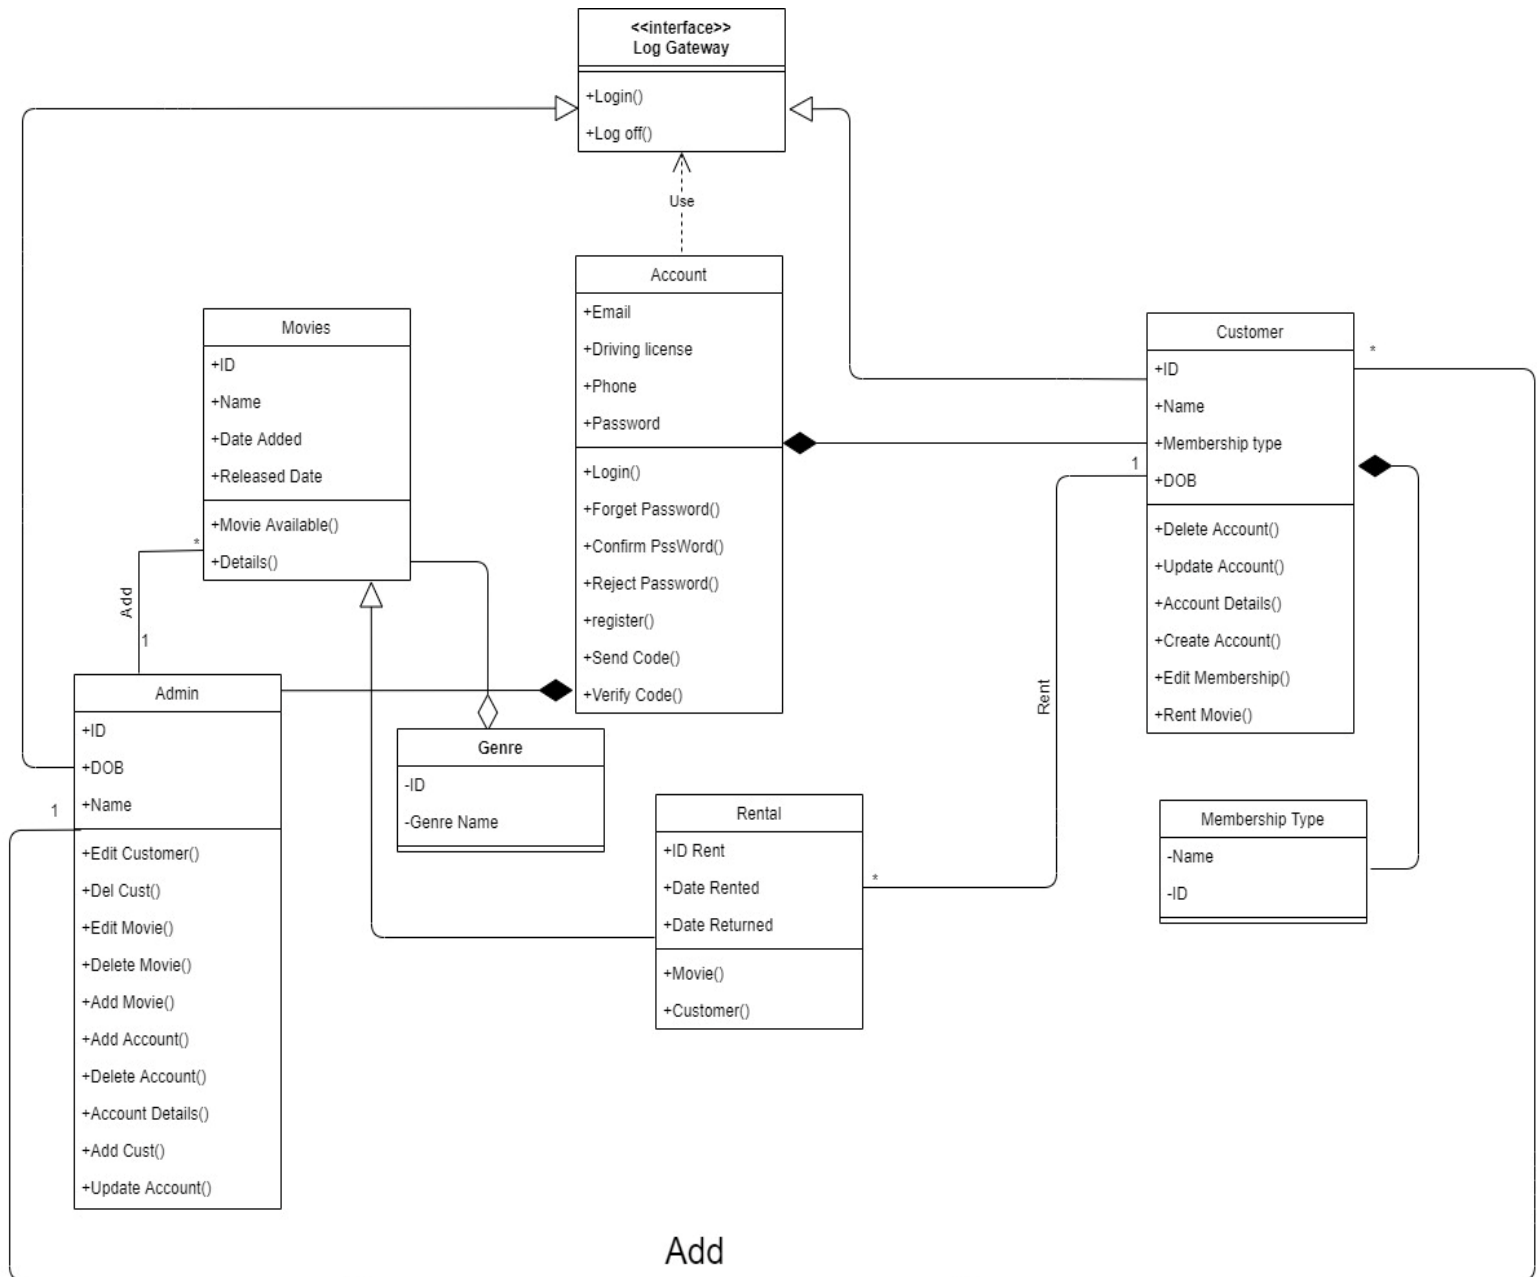 <<interface>>
Log Gateway
+Login()
+Log off()
Use
Account
+Email
+Driving license
+Phone
+Password
+Login()
+Forget Password()
+Confirm PssWord()
+Reject Password()
+register()
+Send Code()
+Verify Code()
Movies
+ID
+Name
+Date Added
+Released Date
+Movie Available()
+Details()
*
Add
1
Customer
+ID
+Name
+Membership type
+DOB
+Delete Account()
+Update Account()
+Account Details()
+Create Account()
+Edit Membership()
+Rent Movie()
*
1
Rent
*
Admin
+ID
+DOB
+Name
+Edit Customer()
+Del Cust()
+Edit Movie()
+Delete Movie()
+Add Movie()
+Add Account()
+Delete Account()
+Account Details()
+Add Cust()
+Update Account()
1
Genre
-ID
-Genre Name
Rental
+ID Rent
+Date Rented
+Date Returned
+Movie()
+Customer()
Membership Type
-Name
-ID
Add